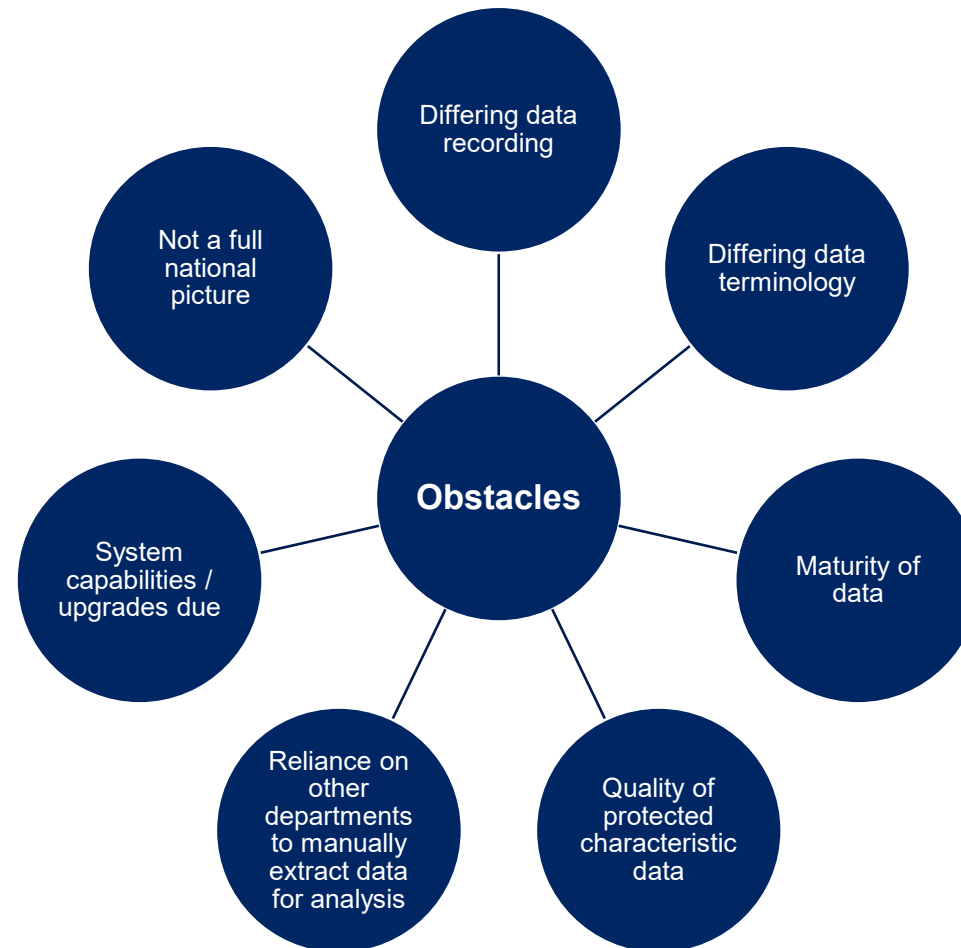 Differing data
recording
Differing data
terminology
Maturity of
data
Quality of
protected
characteristic
data
Reliance on
other
departments
to manually
extract data
for analysis
System
capabilities /
upgrades due
Not a full
national
picture
Obstacles